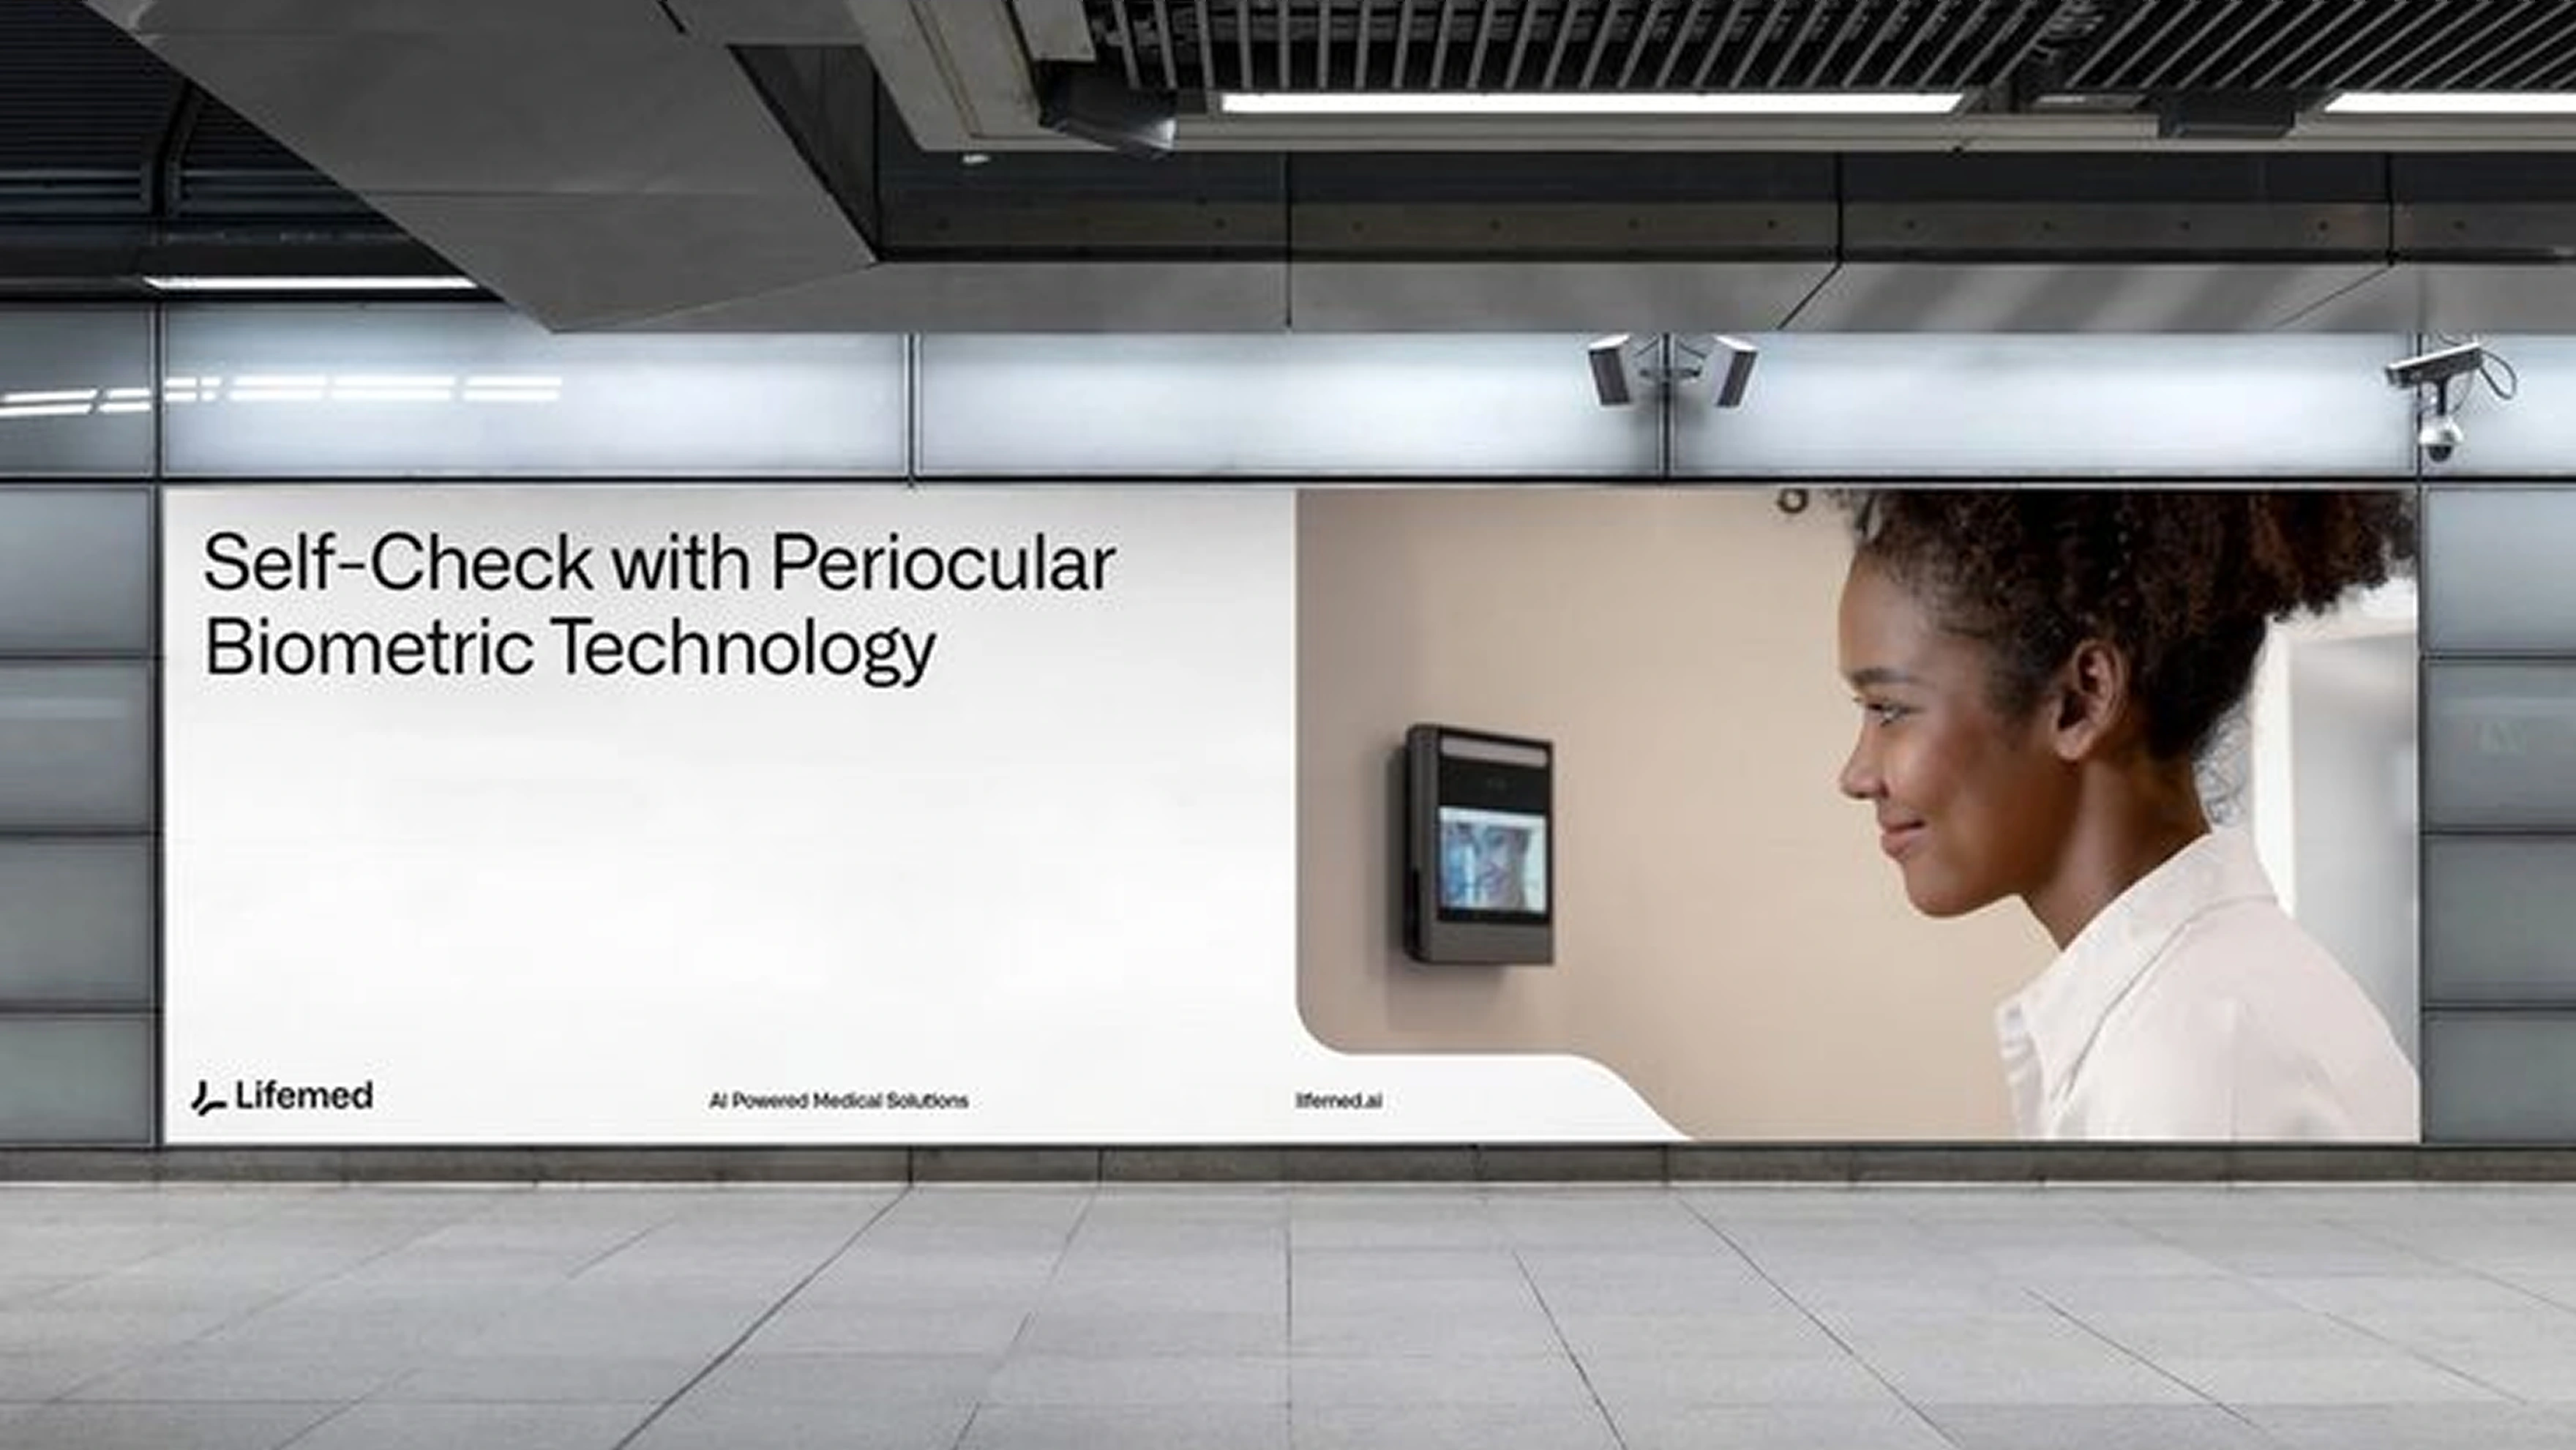 Self-Check with Periocular
Biometric Technology
Lifemed
AI Powered Medical Solutions
lifemed.ai